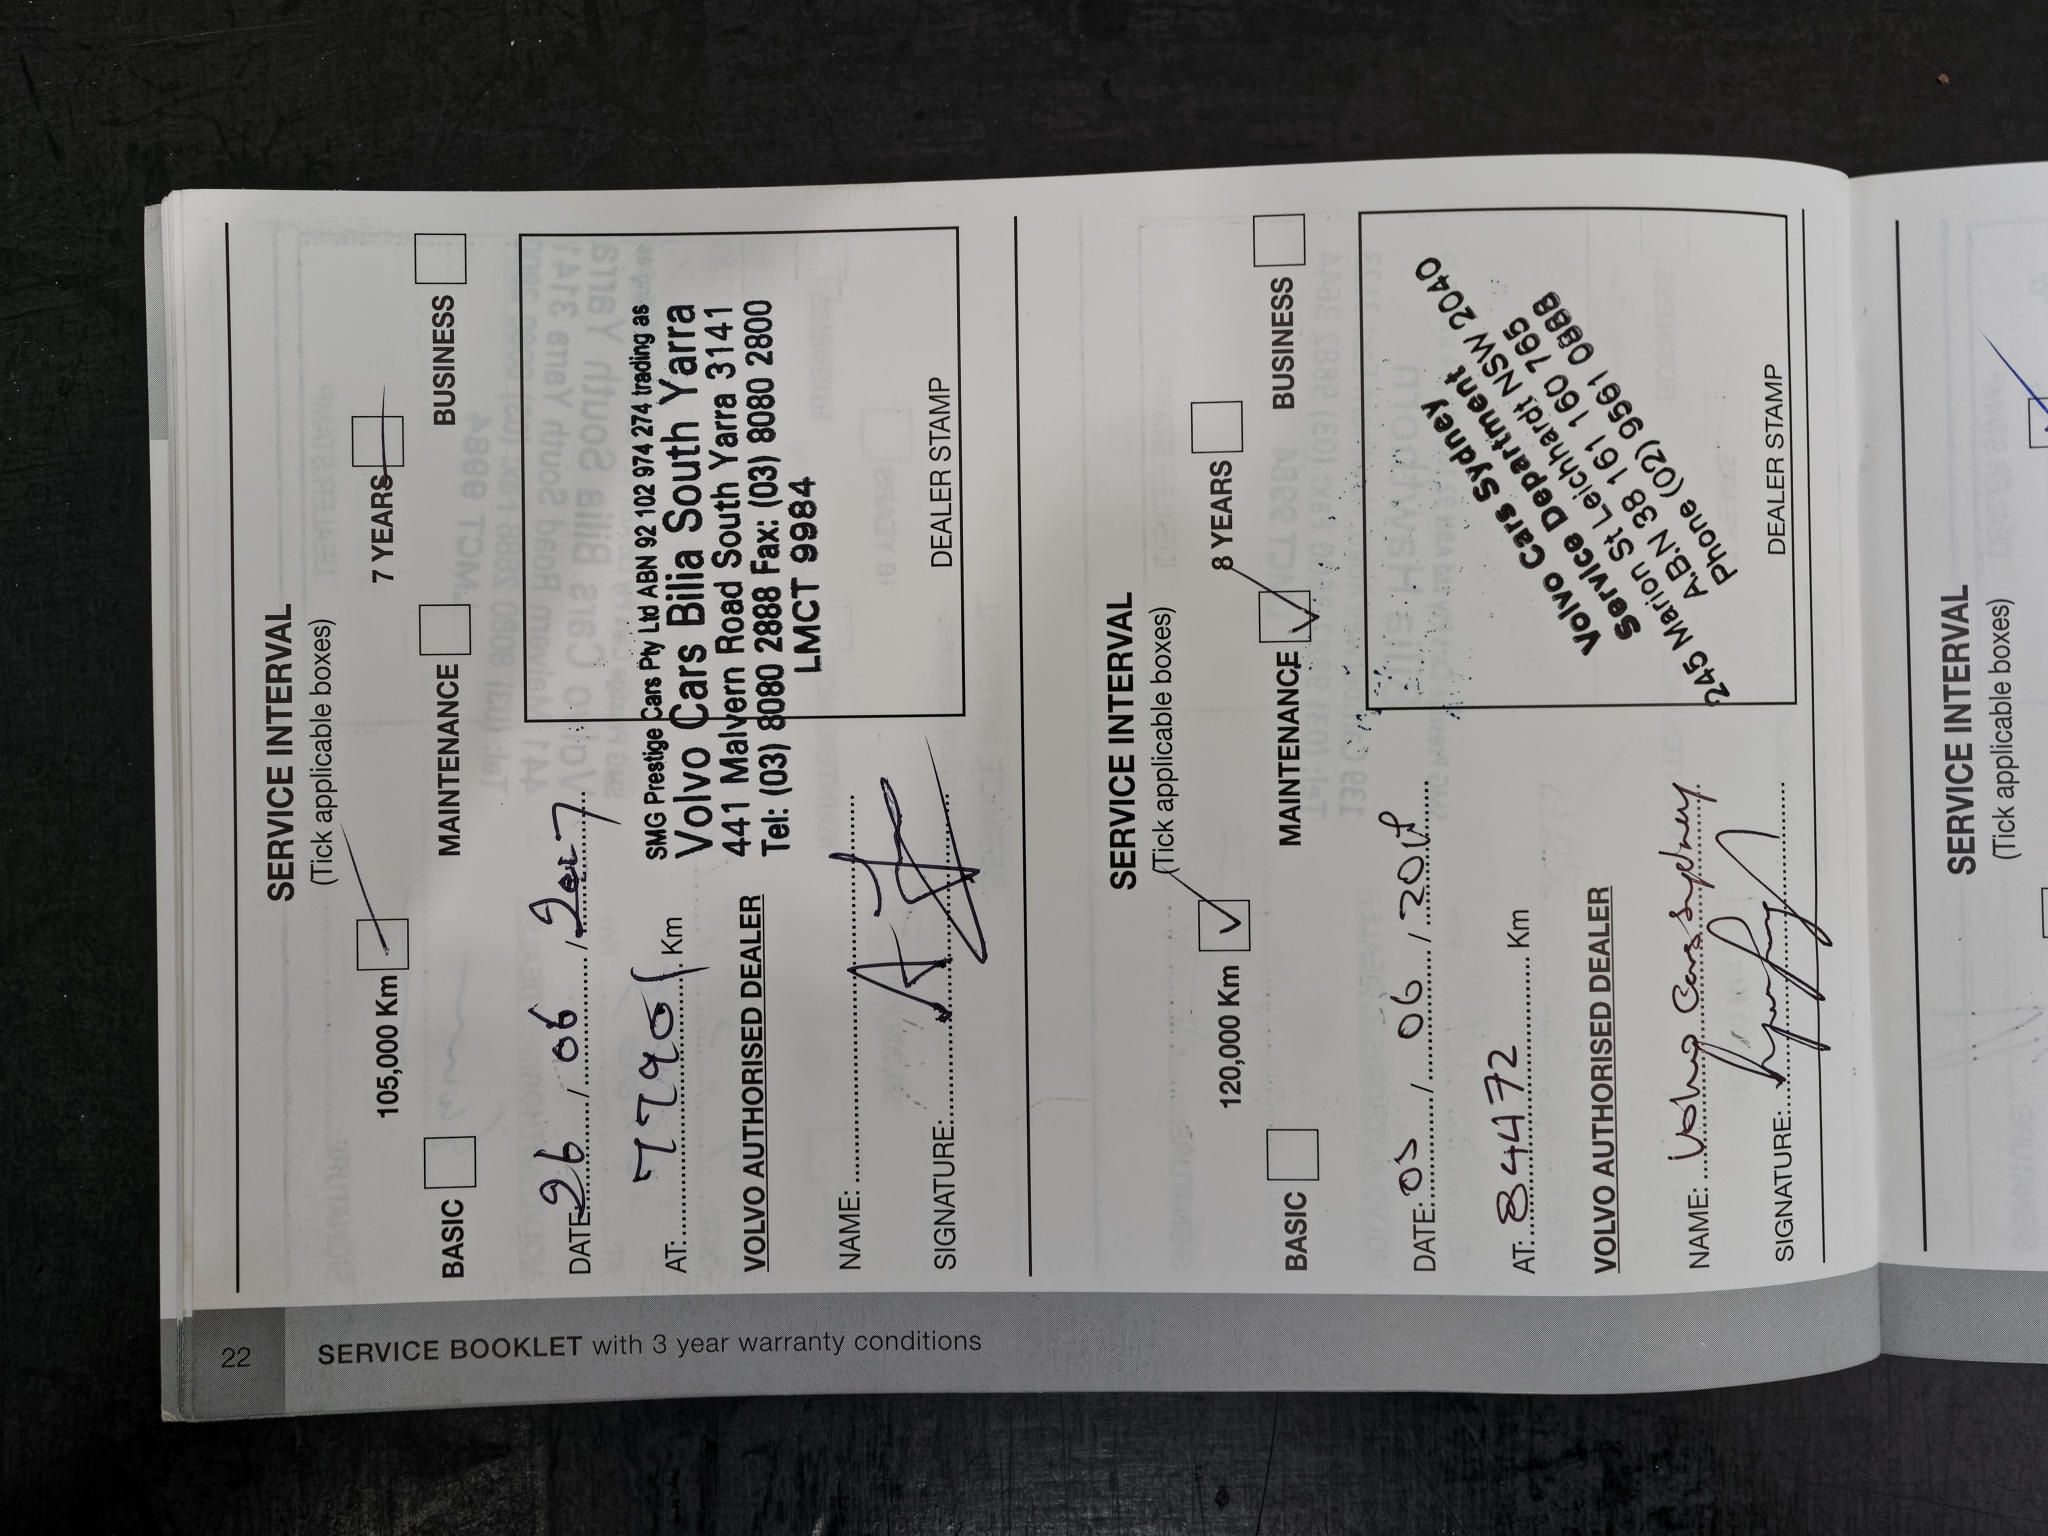 SERVICE INTERVAL
(Tick applicable boxes)
105,000 Km 7 YEARS
BASIC MAINTENANCE BUSINESS
DATE: 26 / 06 / 2017
AT: Km
SMG Prestige Cars Pty Ltd ABN 92 102 974 274 trading as
Volvo Cars Bilia South Yarra
441 Malvern Road South Yarra 3141
Tel: (03) 8080 2888 Fax: (03) 8080 2800
LMCT 9984
VOLVO AUTHORISED DEALER
NAME:
SIGNATURE:
DEALER STAMP
SERVICE INTERVAL
(Tick applicable boxes)
120,000 Km 8 YEARS
BASIC MAINTENANCE BUSINESS
DATE: 05 / 06 / 2018
AT: 84472 Km
VOLVO AUTHORISED DEALER
NAME: Volvo Cars Sydney
SIGNATURE:
Volvo Cars Sydney
Service Department
245 Marion St Leichhardt NSW 2040
A.B.N 38 161 160 765
Phone (02) 9561 0888
DEALER STAMP
22 SERVICE BOOKLET with 3 year warranty conditions
SERVICE INTERVAL
(Tick applicable boxes)